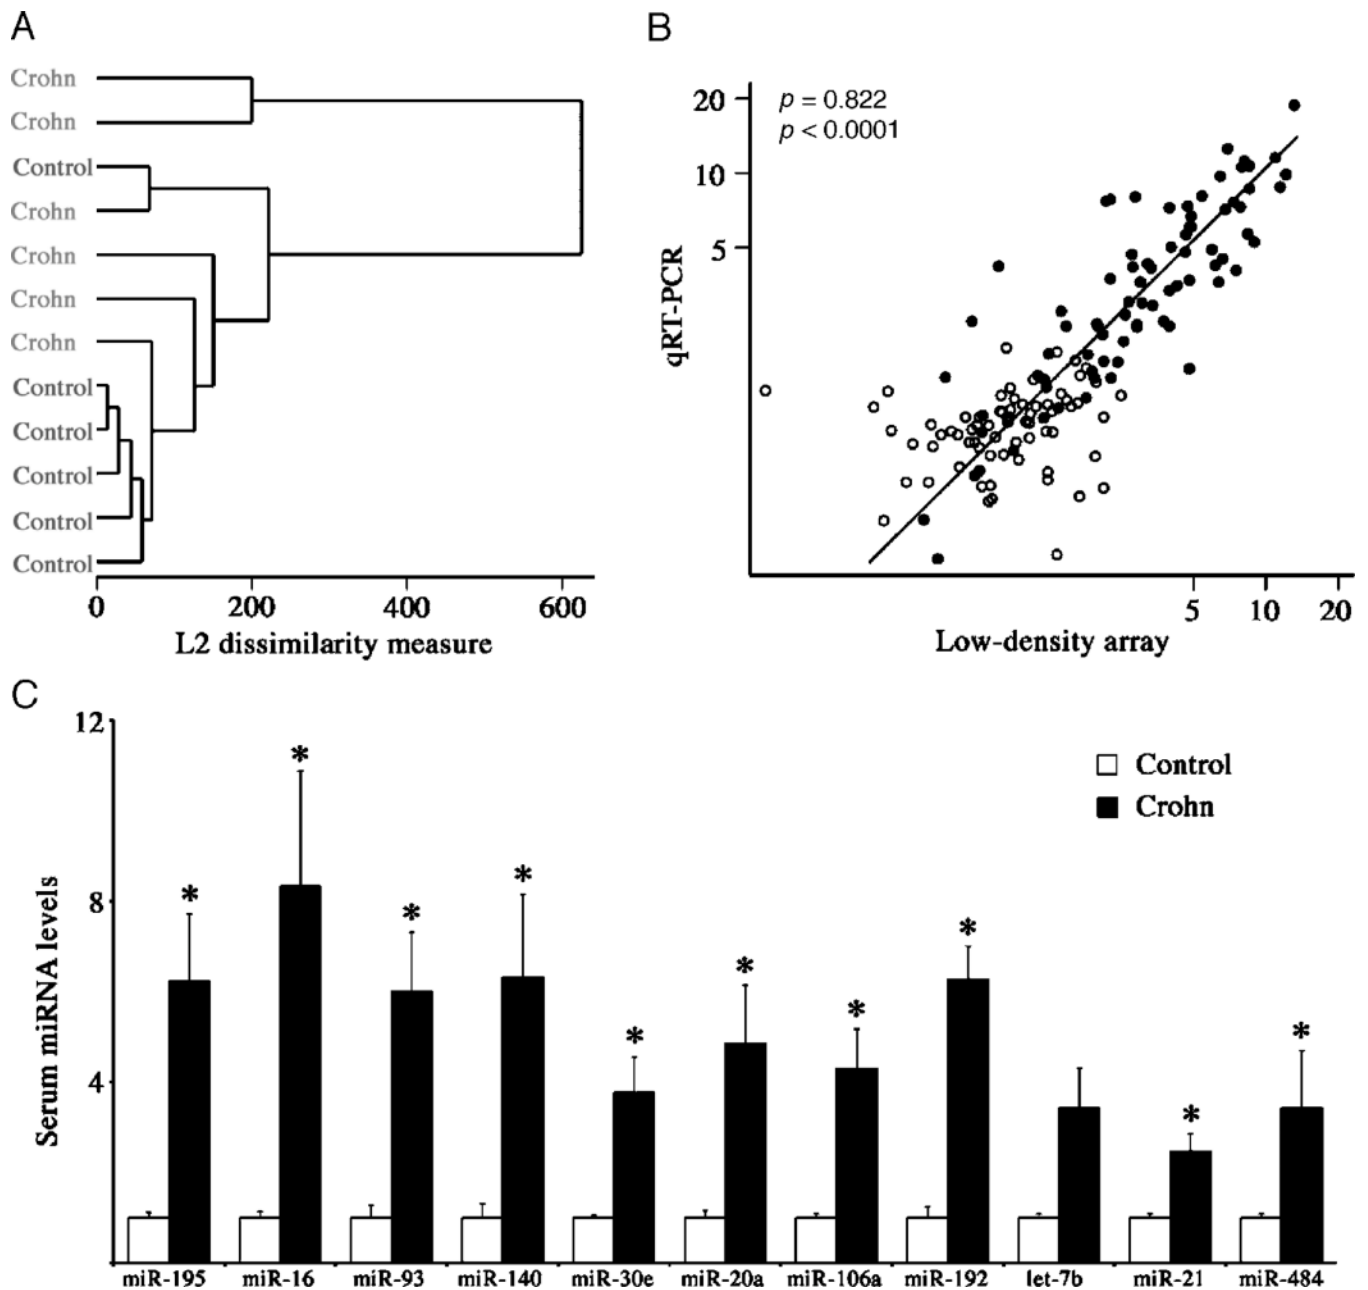 A
Crohn
Crohn
Control
Crohn
Crohn
Crohn
Crohn
Control
Control
Control
Control
Control
0 200 400 600
L2 dissimilarity measure
B
p = 0.822
p < 0.0001
20
10
5
qRT-PCR
5 10 20
Low-density array
C
12
8
4
Serum miRNA levels
* * * * * * * * * *
Control
Crohn
miR-195 miR-16 miR-93 miR-140 miR-30e miR-20a miR-106a miR-192 let-7b miR-21 miR-484